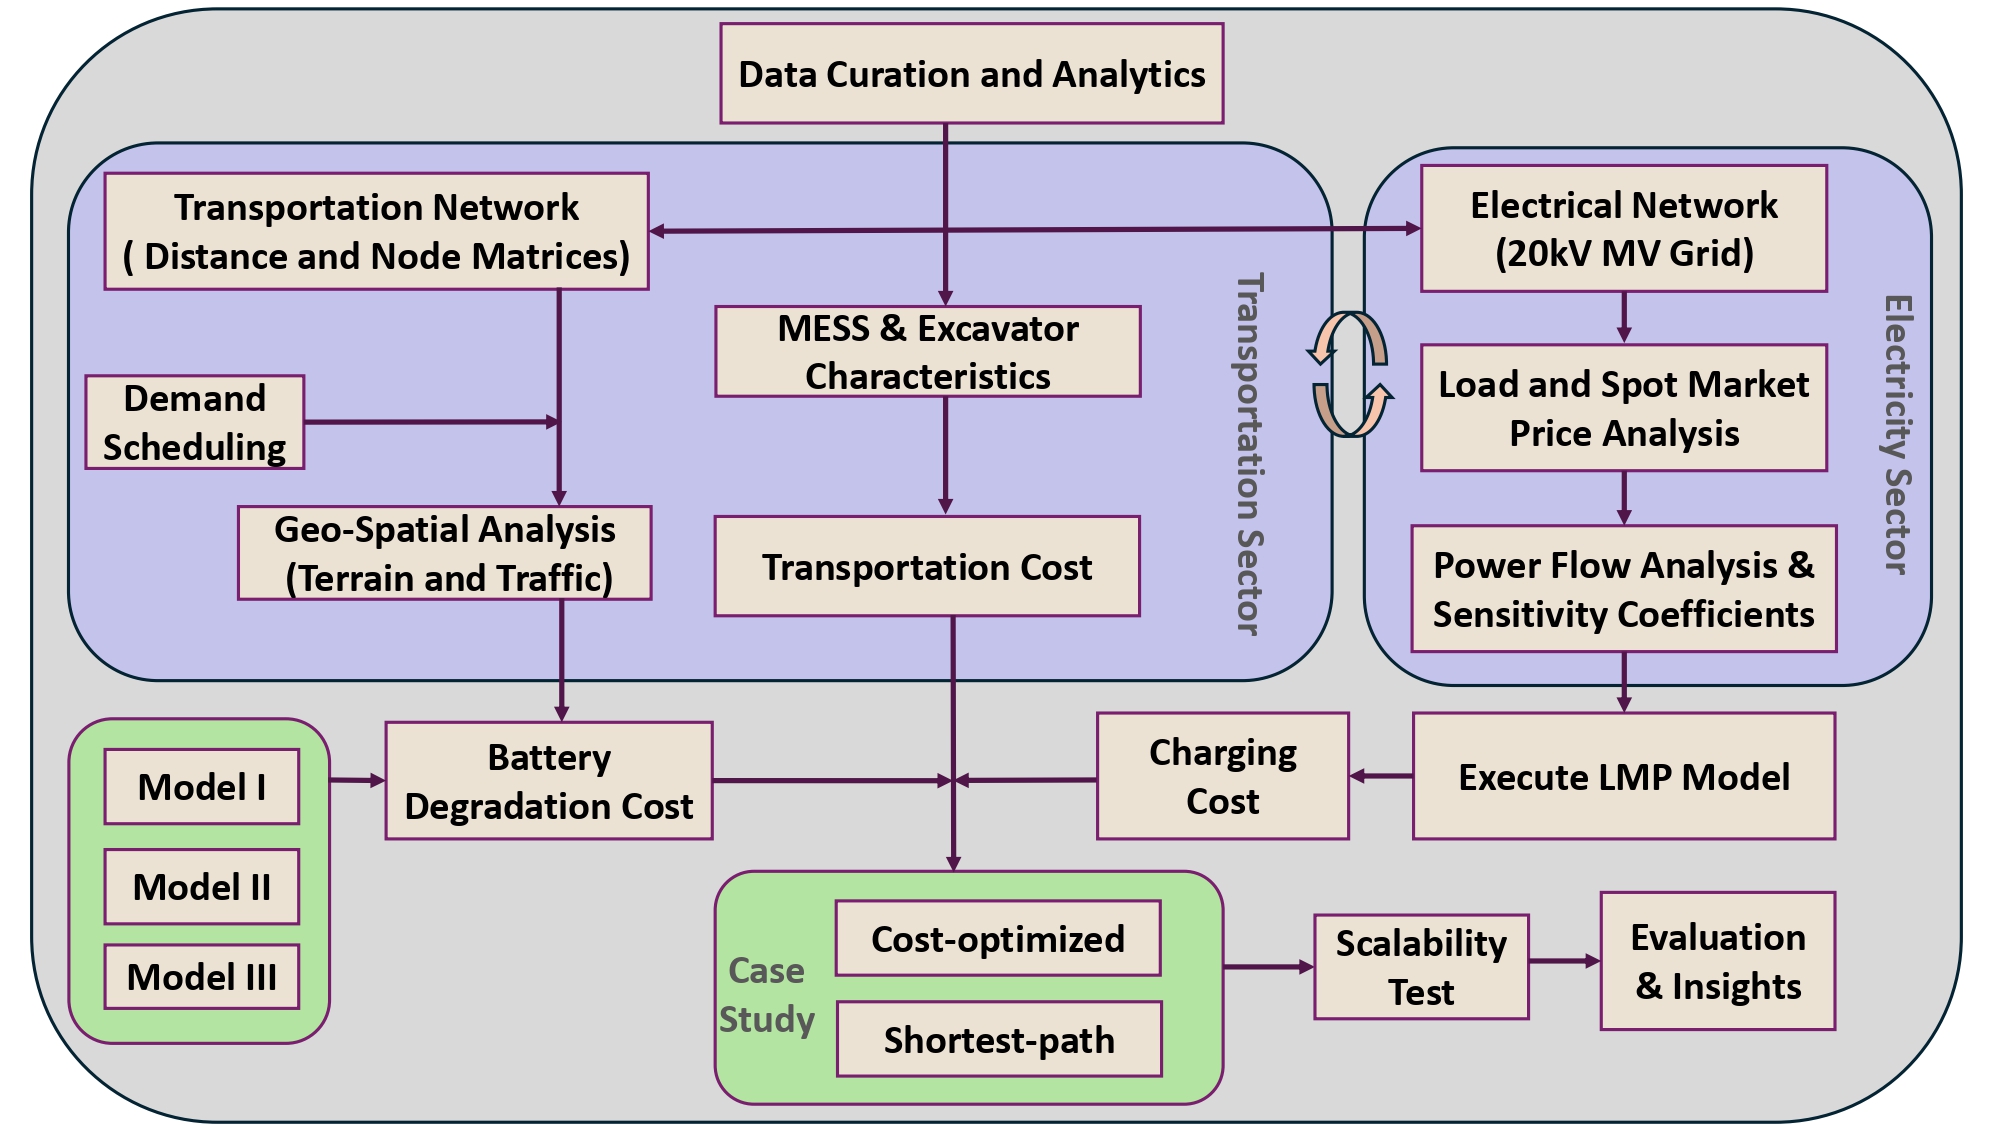 Data Curation and Analytics
Transportation Network
( Distance and Node Matrices)
Electrical Network
(20kV MV Grid)
MESS & Excavator
Characteristics
Transportation Sector
Electricity Sector
Load and Spot Market
Price Analysis
Demand
Scheduling
Geo-Spatial Analysis
(Terrain and Traffic)
Transportation Cost
Power Flow Analysis &
Sensitivity Coefficients
Model I
Model II
Model III
Battery
Degradation Cost
Charging
Cost
Execute LMP Model
Case
Study
Cost-optimized
Shortest-path
Scalability
Test
Evaluation
& Insights